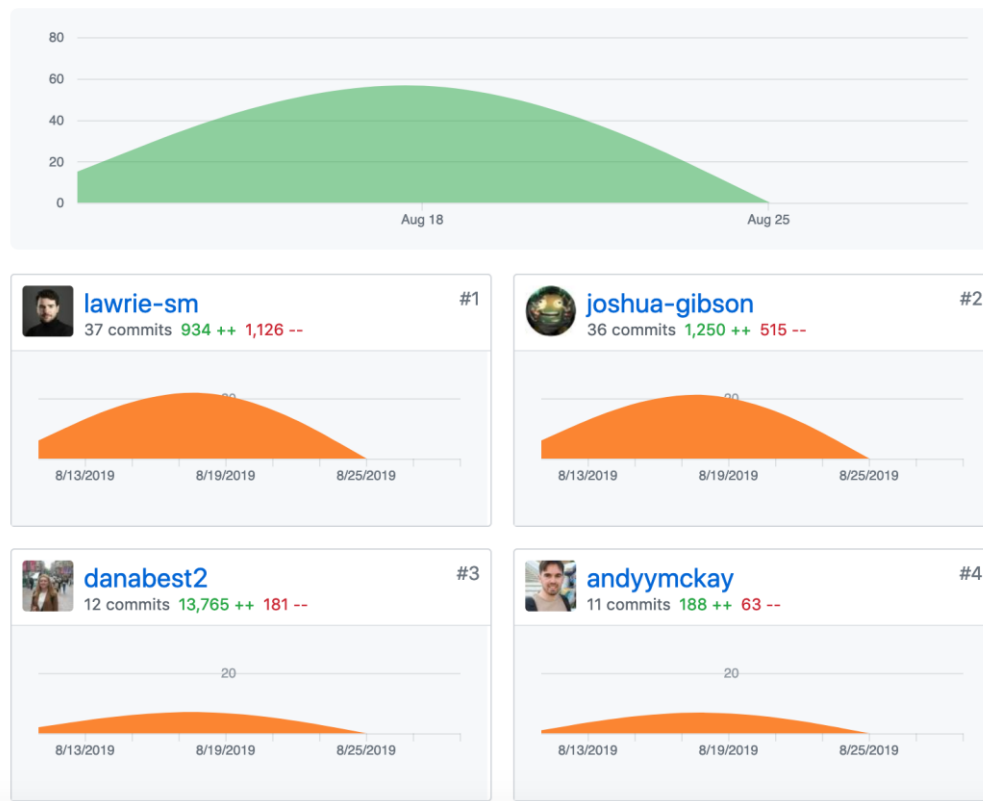 80
60
40
20
0
Aug 18
Aug 25
lawrie-sm
#1
37 commits 934 ++ 1,126 --
20
8/13/2019 8/19/2019 8/25/2019
joshua-gibson
#2
36 commits 1,250 ++ 515 --
20
8/13/2019 8/19/2019 8/25/2019
danabest2
#3
12 commits 13,765 ++ 181 --
20
8/13/2019 8/19/2019 8/25/2019
andyymckay
#4
11 commits 188 ++ 63 --
20
8/13/2019 8/19/2019 8/25/2019